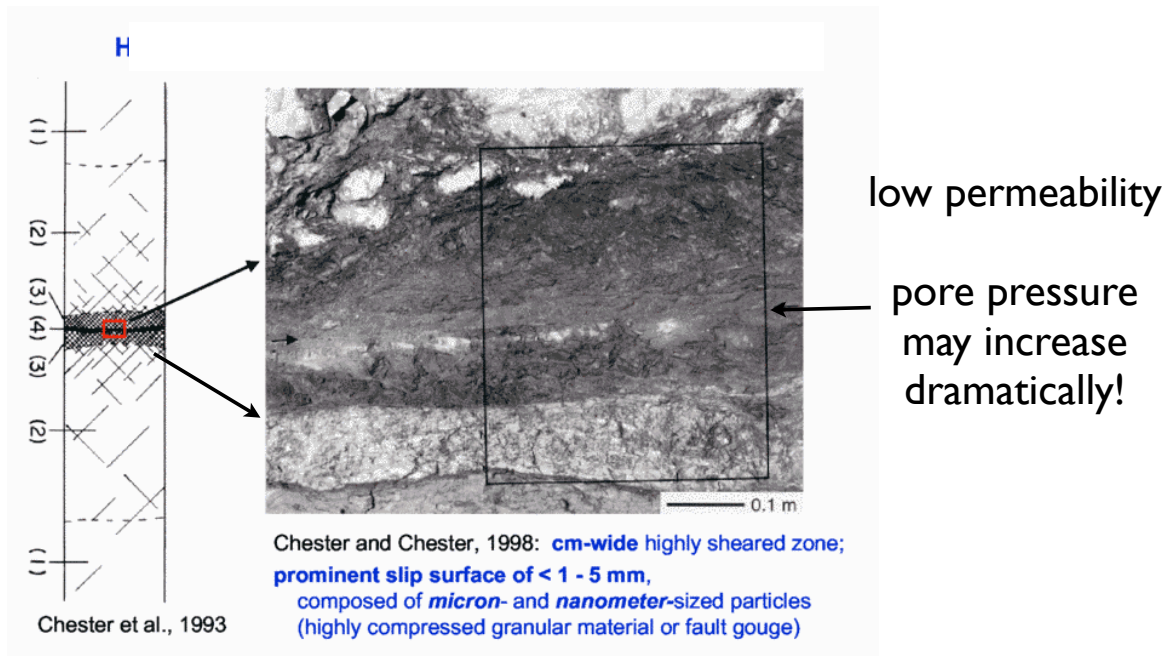 H
(1)
(2)
(3)
(4)
(3)
(2)
(1)
Chester et al., 1993
0.1 m
Chester and Chester, 1998: cm-wide highly sheared zone;
prominent slip surface of < 1 - 5 mm,
composed of micron- and nanometer-sized particles
(highly compressed granular material or fault gouge)
low permeability
pore pressure
may increase
dramatically!